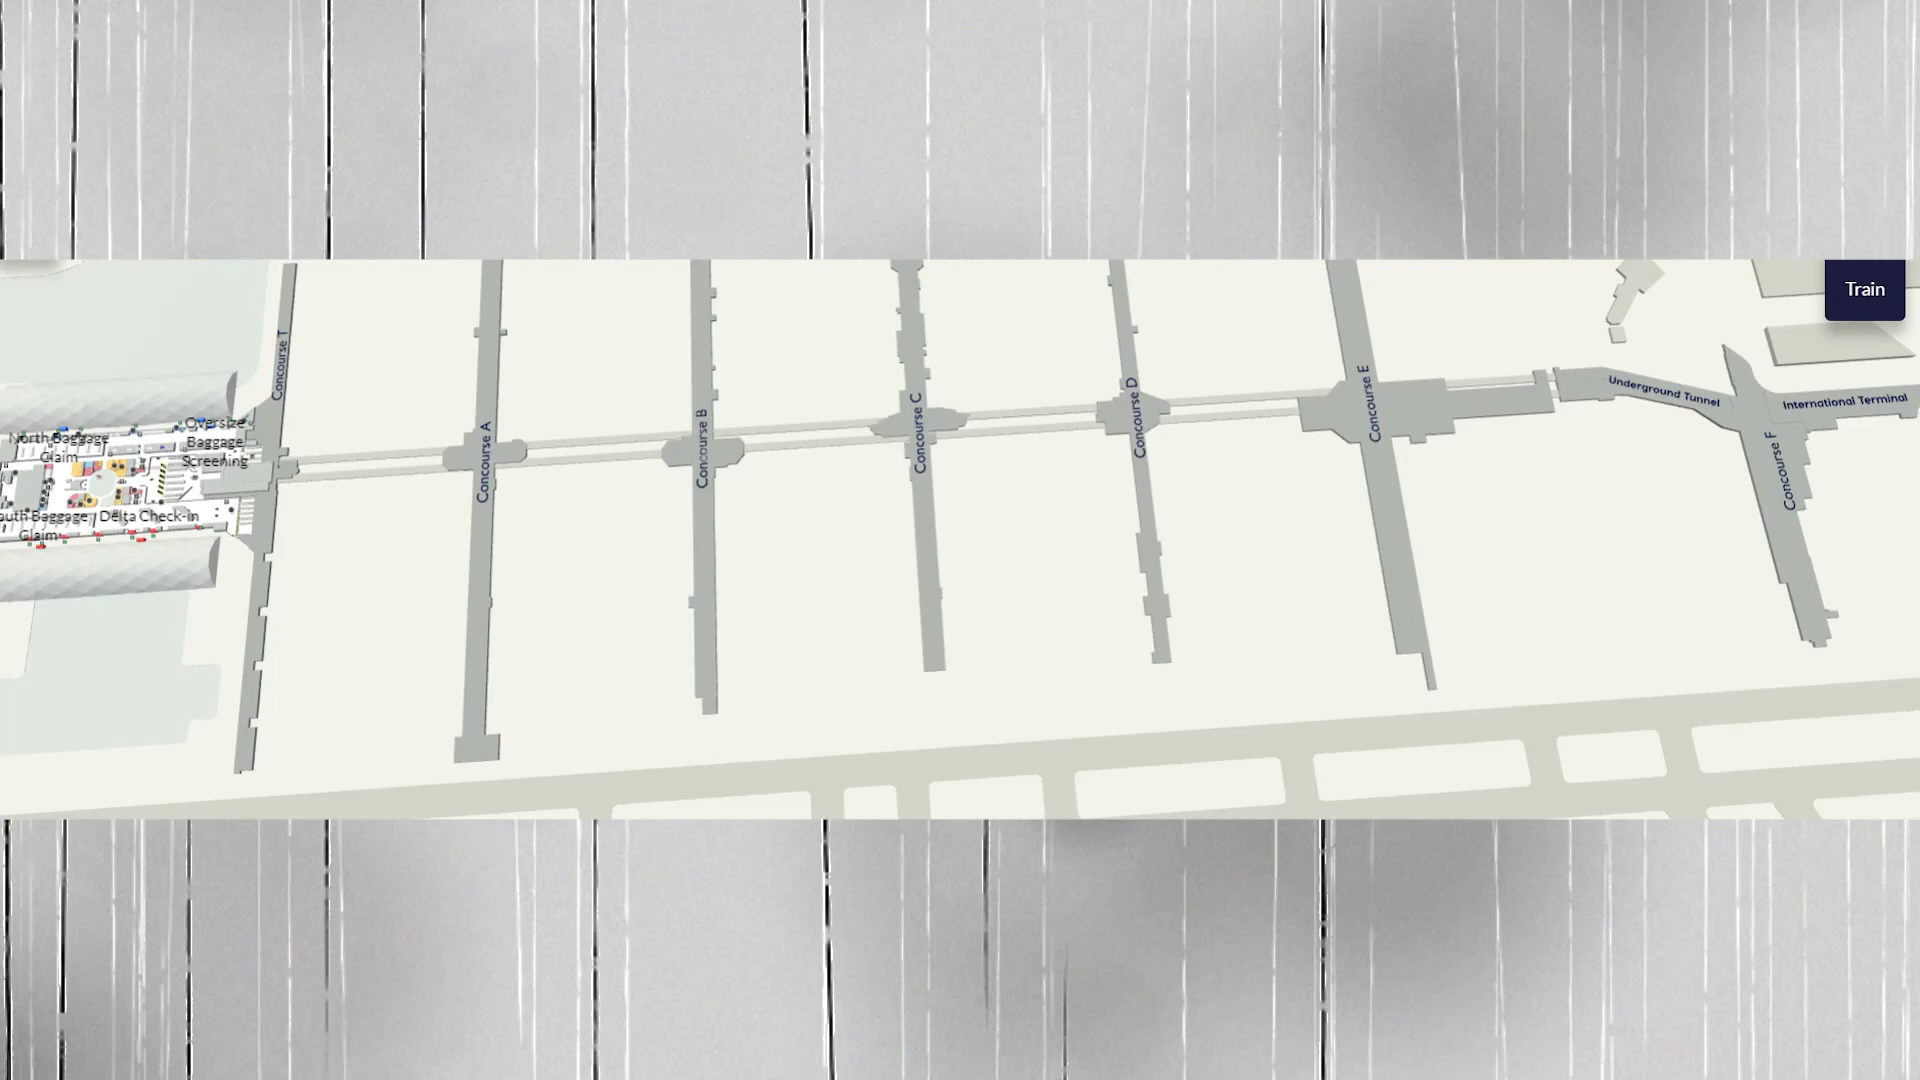 Train
Concourse T
Concourse A
Concourse B
Concourse C
Concourse D
Concourse E
Underground Tunnel
International Terminal
Concourse F
North Baggage
Claim
Oversize
Baggage
Screening
Baggage
Claim
Delta Check-in